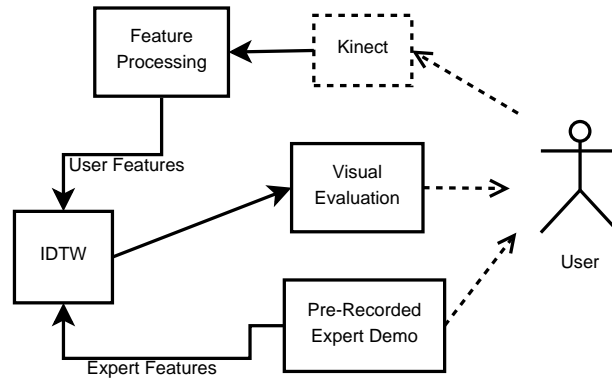 Feature
Processing
Kinect
User Features
Visual
Evaluation
IDTW
User
Pre-Recorded
Expert Demo
Expert Features